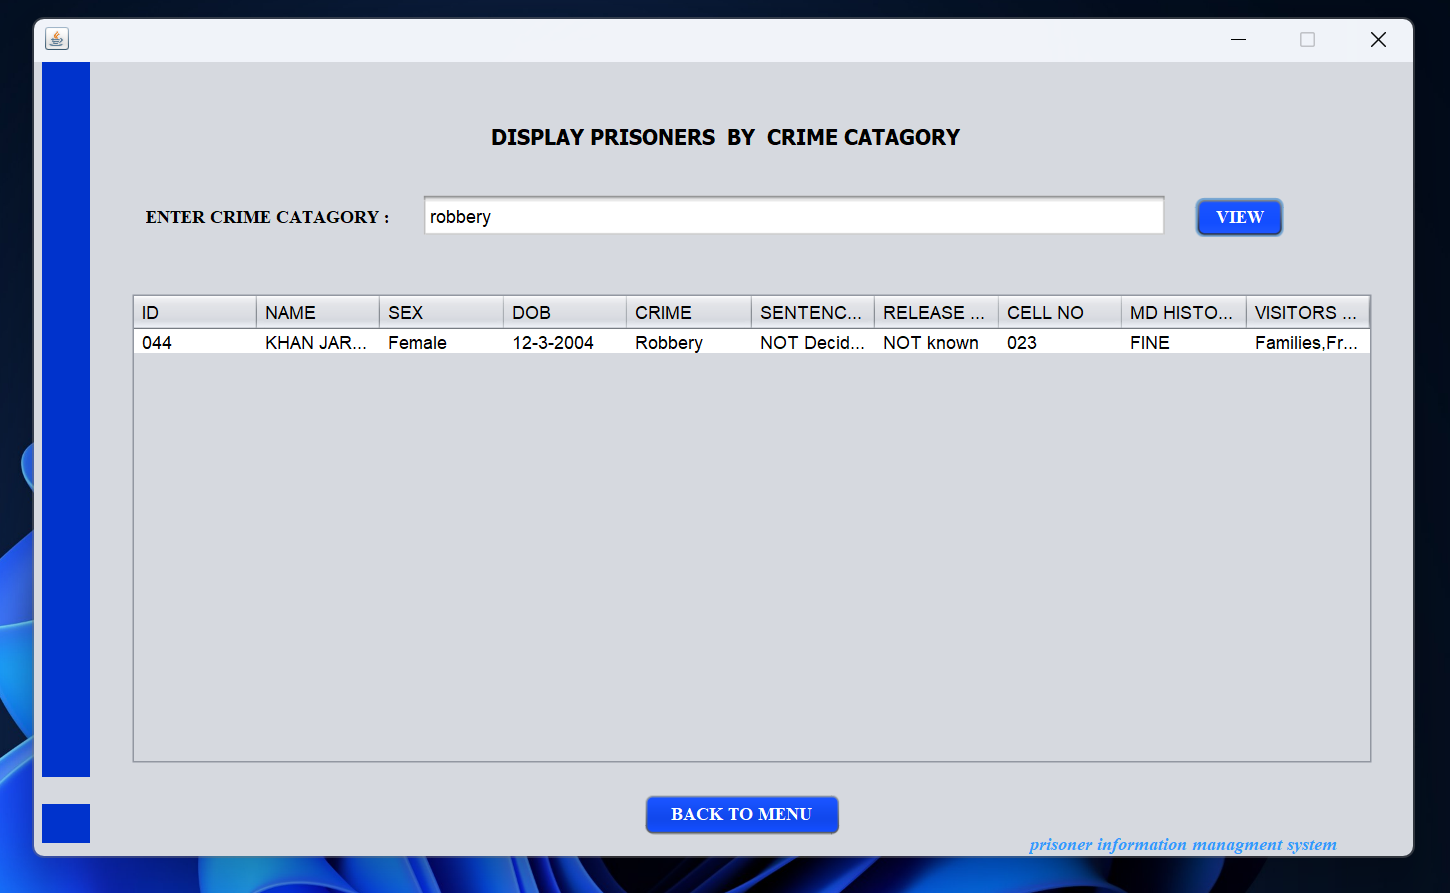 DISPLAY PRISONERS BY CRIME CATAGORY
ENTER CRIME CATAGORY : robbery VIEW
ID NAME SEX DOB CRIME SENTENC... RELEASE ... CELL NO MD HISTO... VISITORS ...
044 KHAN JAR... Female 12-3-2004 Robbery NOT Decid... NOT known 023 FINE Families,Fr...
BACK TO MENU
prisoner information managment system